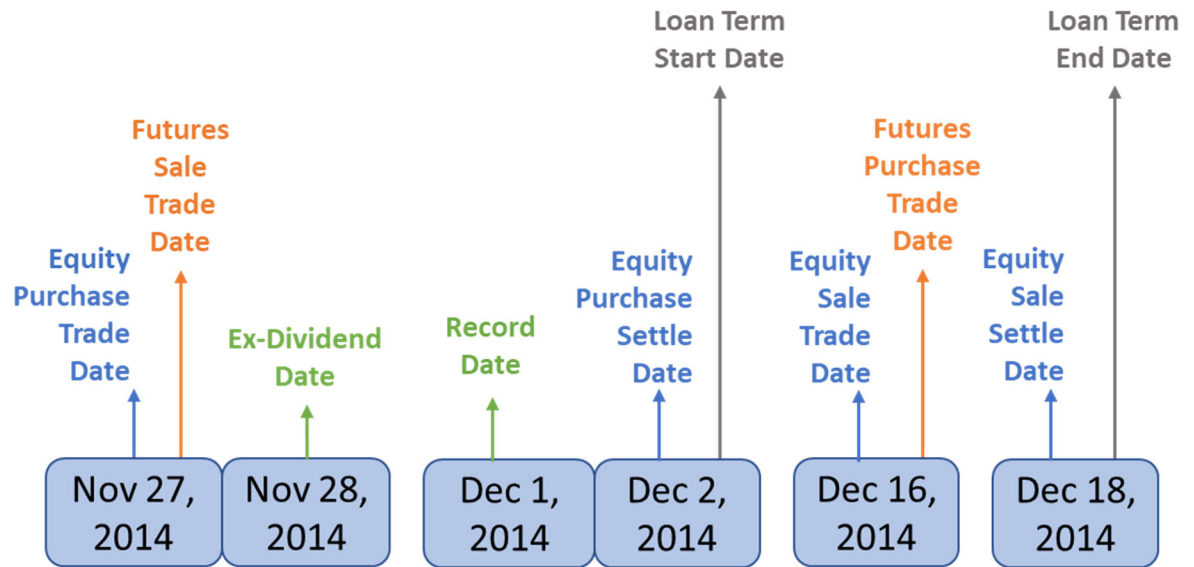 Loan Term
Start Date
Loan Term
End Date
Futures
Sale
Trade
Date
Futures
Purchase
Trade
Date
Equity
Purchase
Trade
Date
Ex-Dividend
Date
Record
Date
Equity
Purchase
Settle
Date
Equity
Sale
Trade
Date
Equity
Sale
Settle
Date
Nov 27,
2014
Nov 28,
2014
Dec 1,
2014
Dec 2,
2014
Dec 16,
2014
Dec 18,
2014